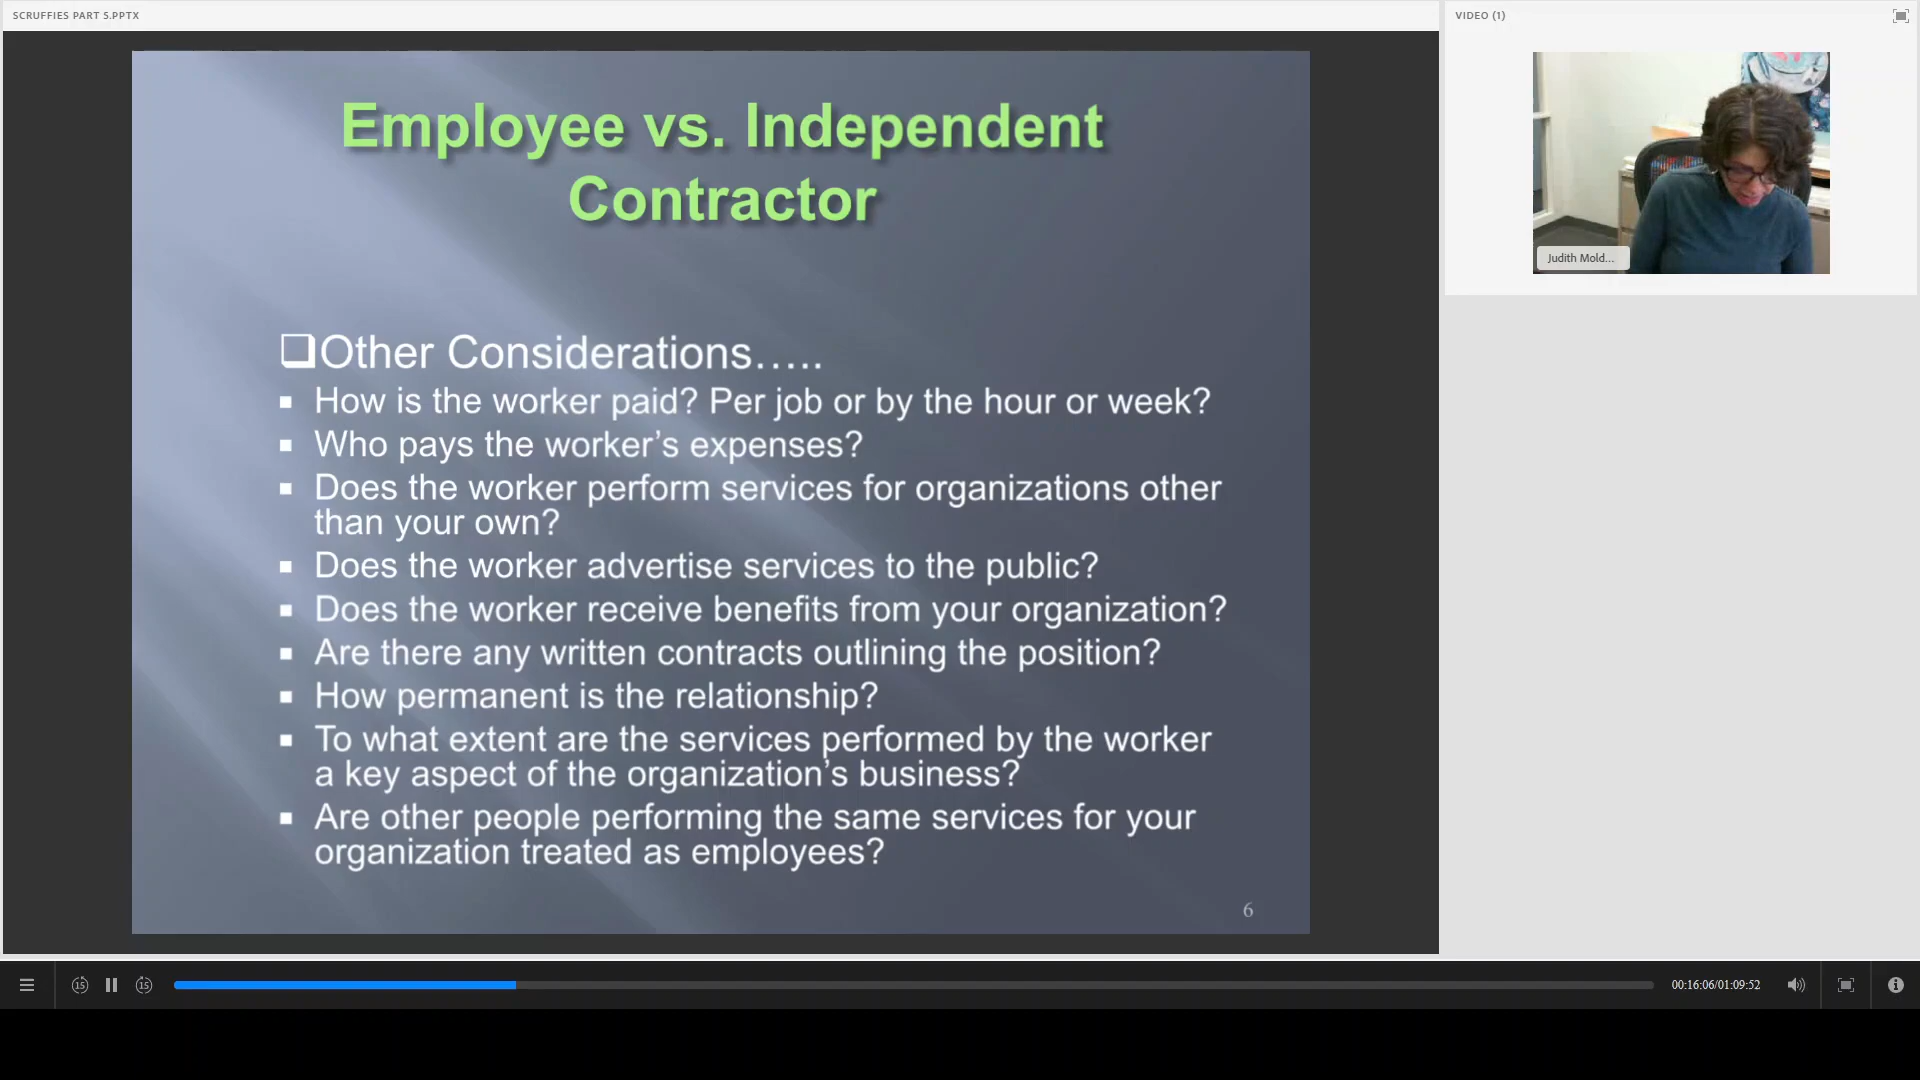 SCRUFFIES PART 5.PPTX
VIDEO (1)
Employee vs. Independent
Contractor
Judith Mold...
❑Other Considerations…..
▪ How is the worker paid? Per job or by the hour or week?
▪ Who pays the worker’s expenses?
▪ Does the worker perform services for organizations other
than your own?
▪ Does the worker advertise services to the public?
▪ Does the worker receive benefits from your organization?
▪ Are there any written contracts outlining the position?
▪ How permanent is the relationship?
▪ To what extent are the services performed by the worker
a key aspect of the organization’s business?
▪ Are other people performing the same services for your
organization treated as employees?
6
15
15
00:16:06/01:09:52